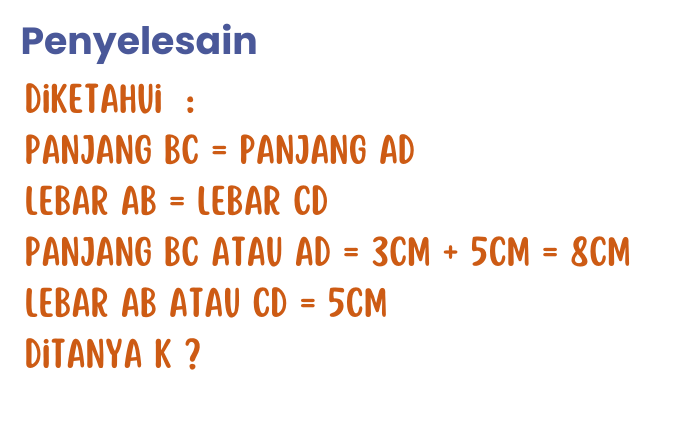 Penyelesain
DIKETAHUI :
PANJANG BC = PANJANG AD
LEBAR AB = LEBAR CD
PANJANG BC ATAU AD = 3CM + 5CM = 8CM
LEBAR AB ATAU CD = 5CM
DITANYA K ?